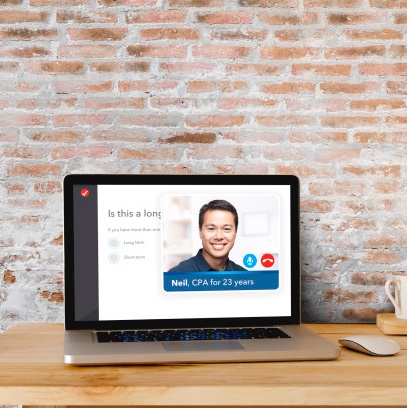 Is this a long
If you have more than one
Long term
Short term
Neil, CPA for 23 years